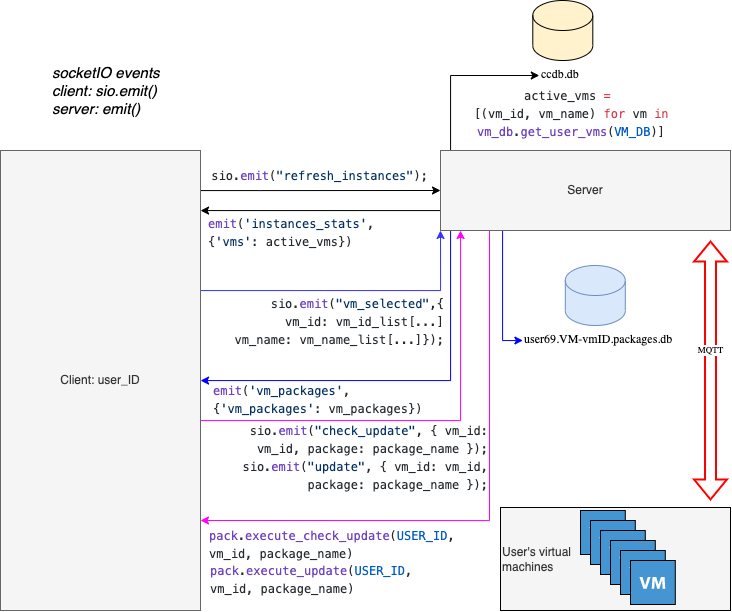 socketIO events
client: sio.emit()
server: emit()
ccdb.db
active_vms =
[(vm_id, vm_name) for vm in
vm_db.get_user_vms(VM_DB)]
Server
sio.emit("refresh_instances");
emit('instances_stats',
{'vms': active_vms})
sio.emit("vm_selected",{
vm_id: vm_id_list[...]
vm_name: vm_name_list[...]});
user69.VM-vmID.packages.db
MQTT
Client: user_ID
emit('vm_packages',
{'vm_packages': vm_packages})
sio.emit("check_update", { vm_id:
vm_id, package: package_name });
sio.emit("update", { vm_id: vm_id,
package: package_name });
pack.execute_check_update(USER_ID,
vm_id, package_name)
pack.execute_update(USER_ID,
vm_id, package_name)
User's virtual
machines
VM